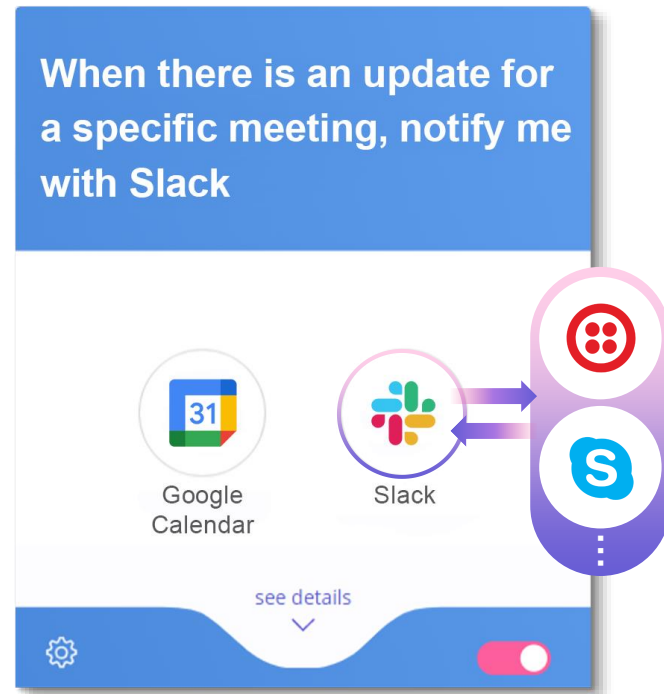 When there is an update for
a specific meeting, notify me
with Slack
31
S
Google
Calendar
Slack
see details